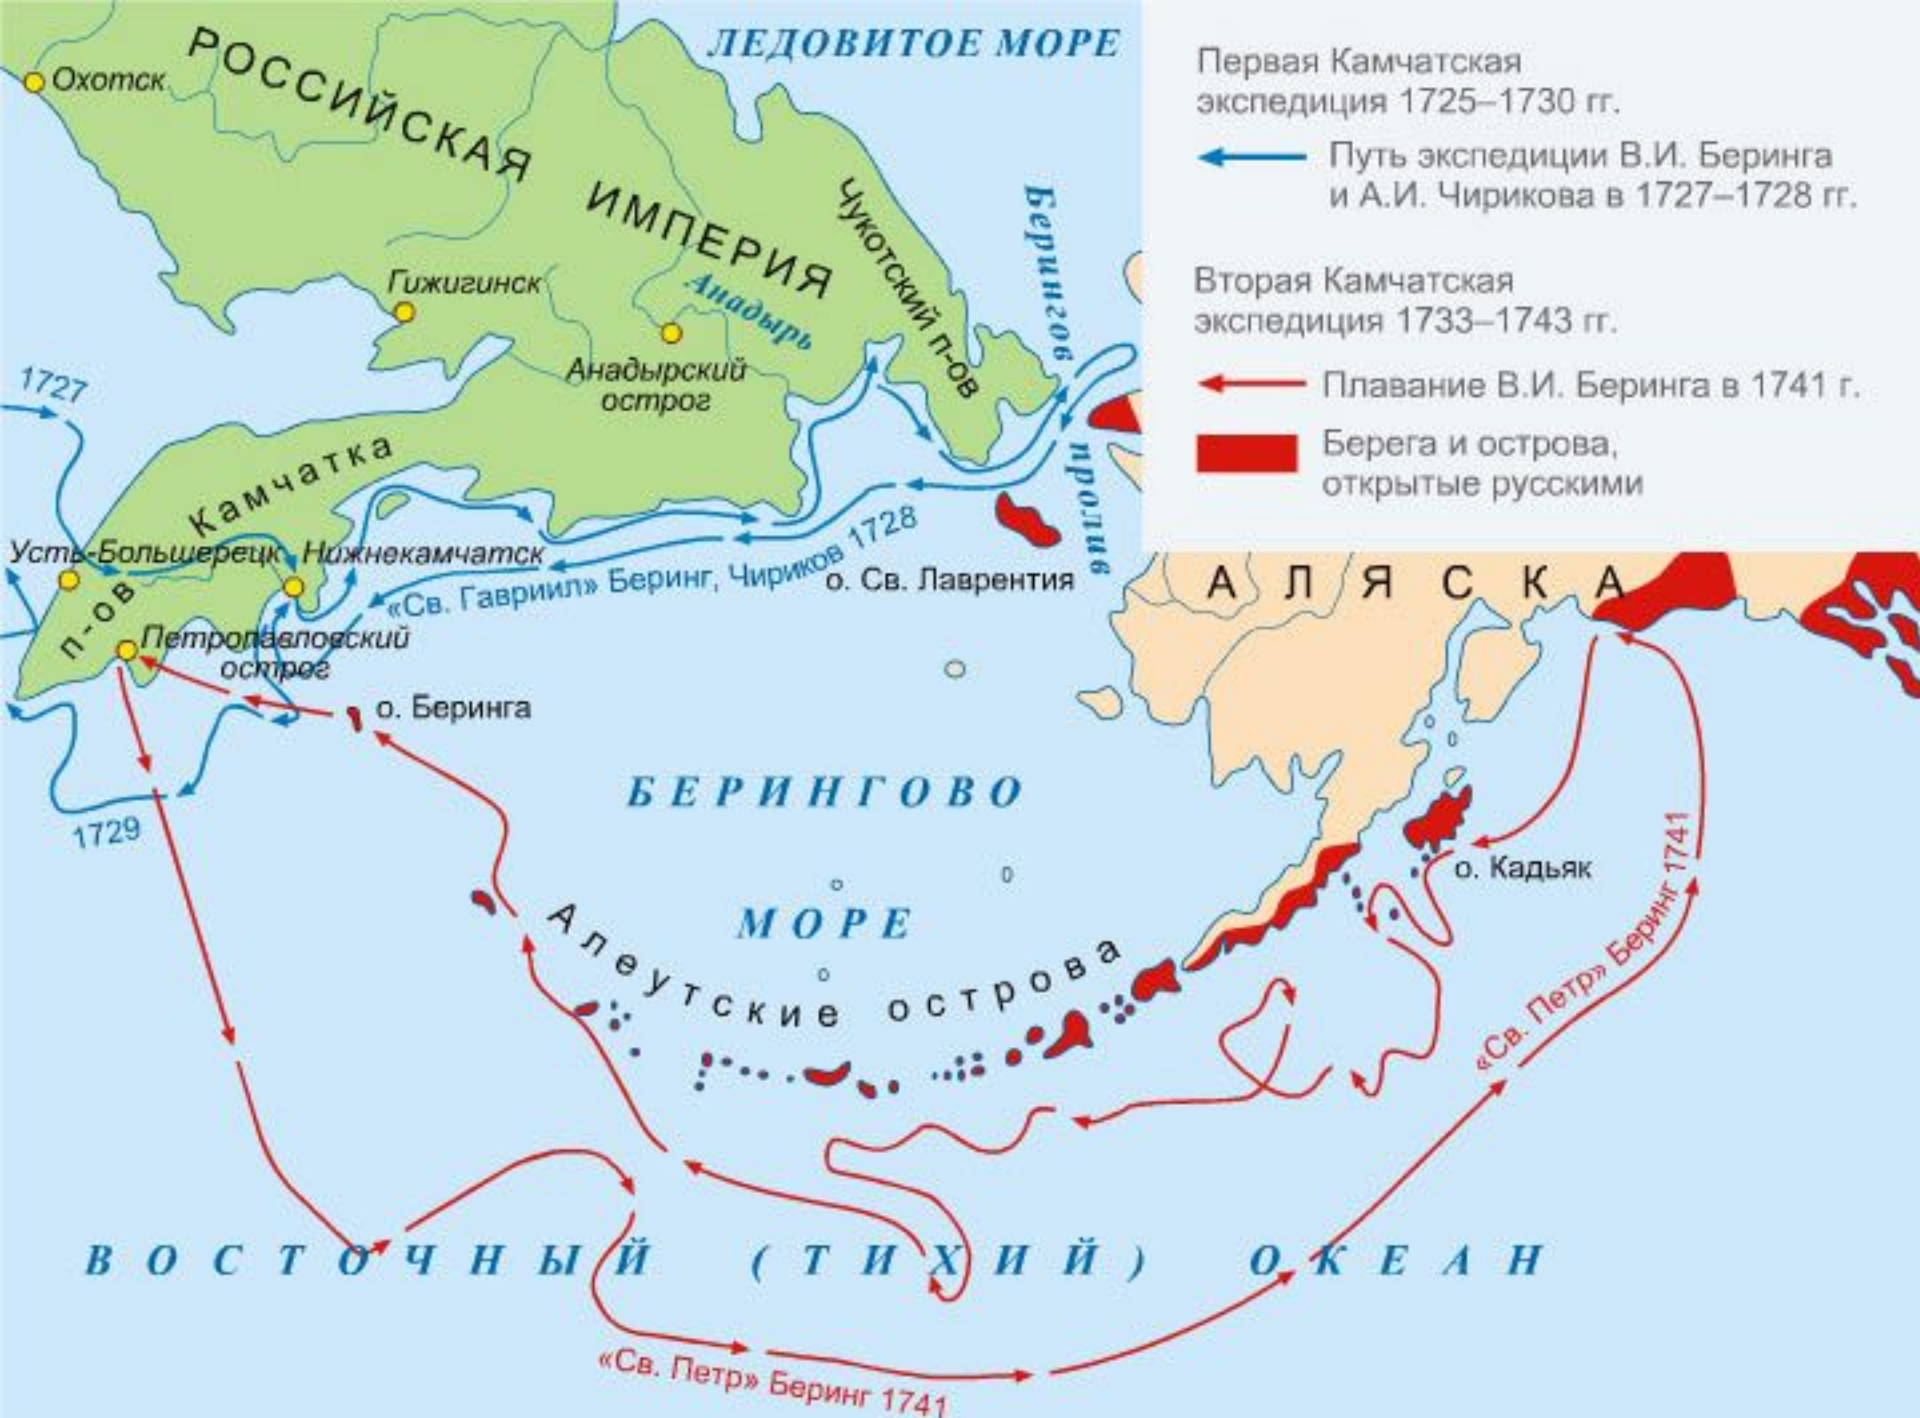 ЛЕДОВИТОЕ МОРЕ
РОССИЙСКАЯ
ИМПЕРИЯ
Охотск
Чукотский п-ов
Берингов
пролив
Гижигинск
Анадырь
Анадырский
острог
1727
Камчатка
п-ов
Усть-Большерецк
Нижнекамчатск
«Св. Гавриил» Беринг, Чириков 1728
о. Св. Лаврентия
Петропавловский
острог
о. Беринга
1729
АЛЯСКА
БЕРИНГОВО
МОРЕ
о. Кадьяк
Алеутские острова
«Св. Петр» Беринг 1741
ВОСТОЧНЫЙ (ТИХИЙ) ОКЕАН
«Св. Петр» Беринг 1741
Первая Камчатская
экспедиция 1725–1730 гг.
Путь экспедиции В.И. Беринга
и А.И. Чирикова в 1727–1728 гг.
Вторая Камчатская
экспедиция 1733–1743 гг.
Плавание В.И. Беринга в 1741 г.
Берега и острова,
открытые русскими